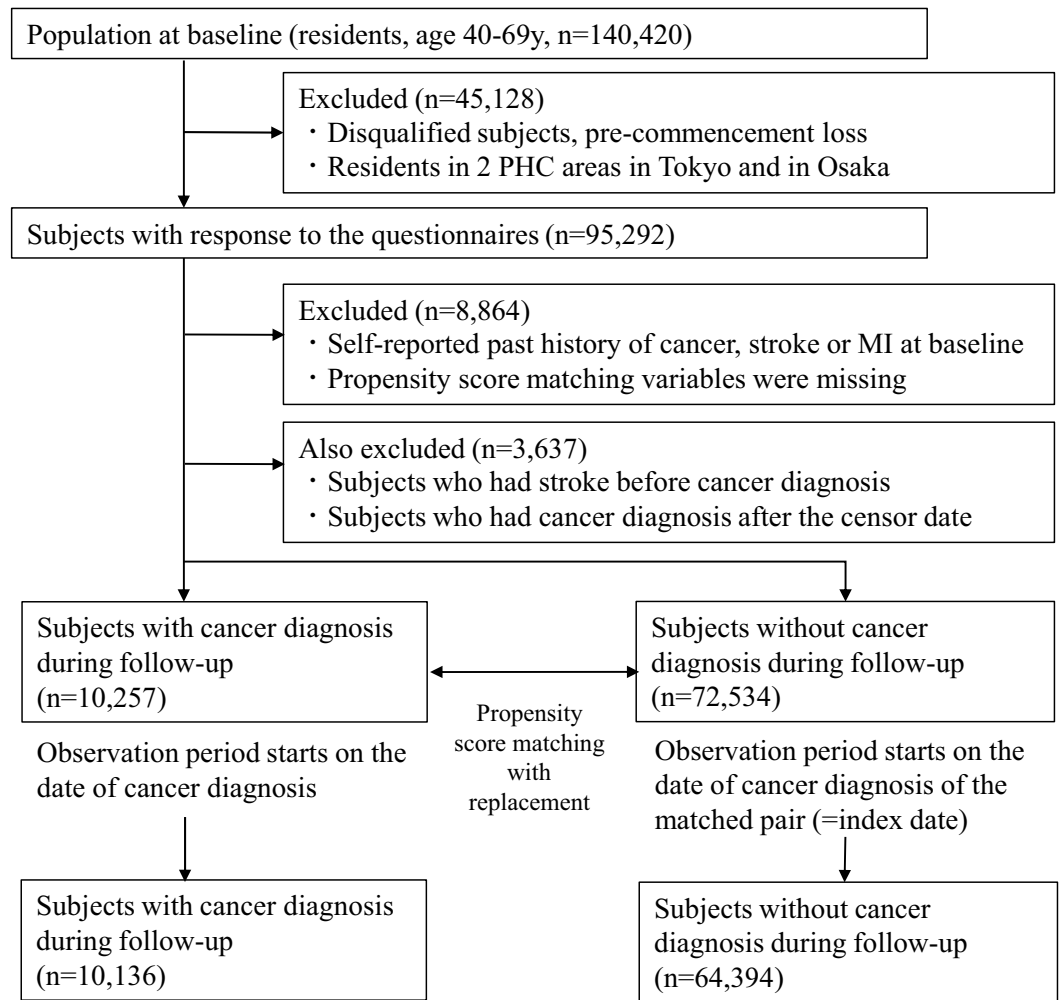 Population at baseline (residents, age 40-69y, n=140,420)
Excluded (n=45,128)
・Disqualified subjects, pre-commencement loss
・Residents in 2 PHC areas in Tokyo and in Osaka
Subjects with response to the questionnaires (n=95,292)
Excluded (n=8,864)
・Self-reported past history of cancer, stroke or MI at baseline
・Propensity score matching variables were missing
Also excluded (n=3,637)
・Subjects who had stroke before cancer diagnosis
・Subjects who had cancer diagnosis after the censor date
Subjects with cancer diagnosis
during follow-up
(n=10,257)
Subjects without cancer
diagnosis during follow-up
(n=72,534)
Propensity
score matching
with
replacement
Observation period starts on the
date of cancer diagnosis
Observation period starts on the
date of cancer diagnosis of the
matched pair (=index date)
Subjects with cancer diagnosis
during follow-up
(n=10,136)
Subjects without cancer
diagnosis during follow-up
(n=64,394)